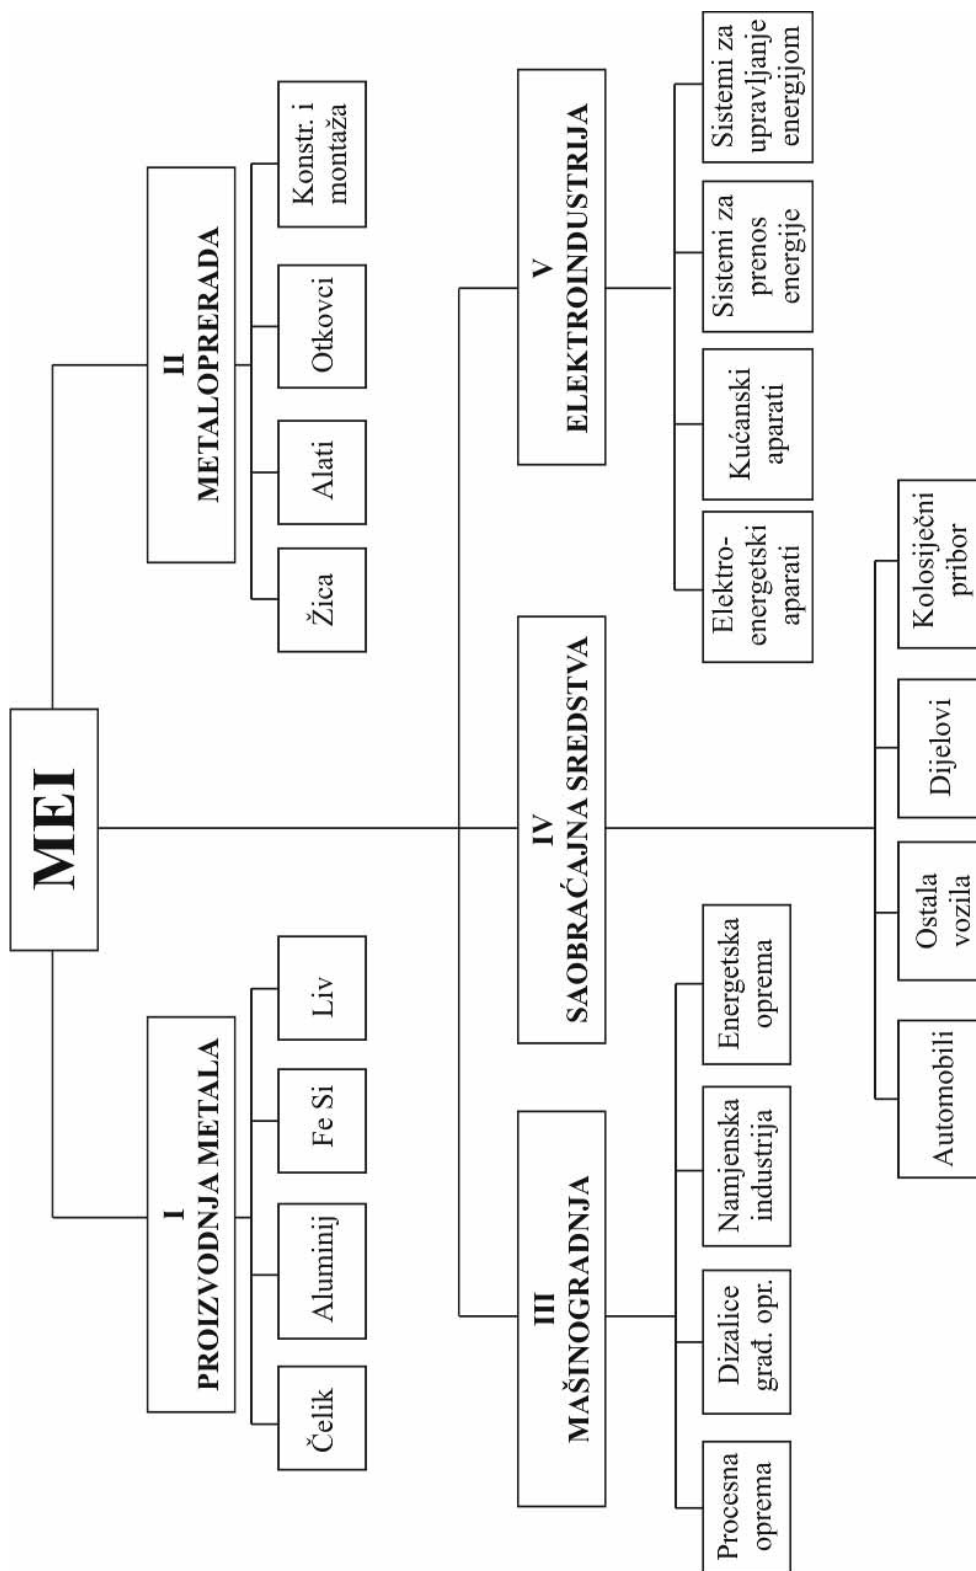 MEI
I
PROIZVODNJA METALA
Čelik
Aluminij
Fe Si
Liv
II
METALOPRERADA
Žica
Alati
Otkovci
Konstr. i
montaža
III
MAŠINOGRADNJA
Procesna
oprema
Dizalice
građ. opr.
Namjenska
industrija
Energetska
oprema
IV
SAOBRAĆAJNA SREDSTVA
Automobili
Ostala
vozila
Dijelovi
Kolosiječni
pribor
V
ELEKTROINDUSTRIJA
Elektro-
energetski
aparati
Kućanski
aparati
Sistemi za
prenos
energije
Sistemi za
upravljanje
energijom